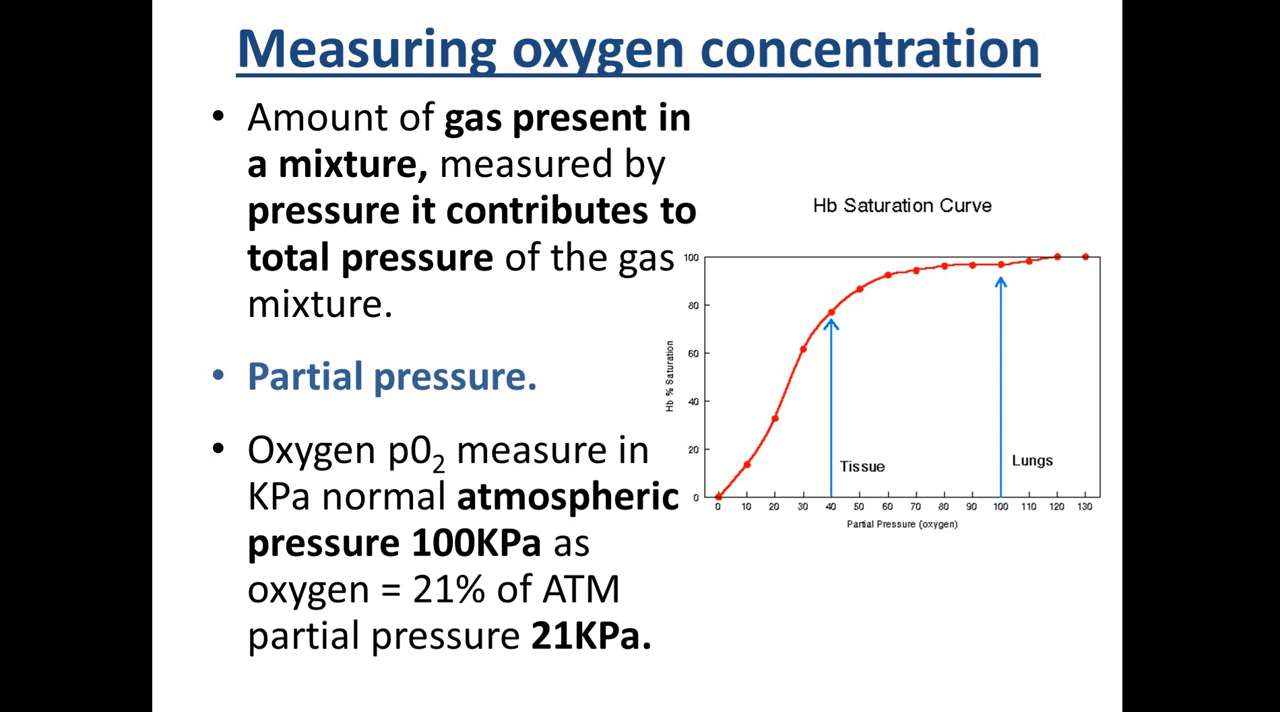 Measuring oxygen concentration
• Amount of gas present in
a mixture, measured by
pressure it contributes to
total pressure of the gas
mixture.
• Partial pressure.
• Oxygen p0₂ measure in
KPa normal atmospheric
pressure 100KPa as
oxygen = 21% of ATM
partial pressure 21KPa.
Hb Saturation Curve
Hb % Saturation
100
80
60
40
20
0
Tissue
Lungs
0 10 20 30 40 50 60 70 80 90 100 110 120 130
Partial Pressure (oxygen)